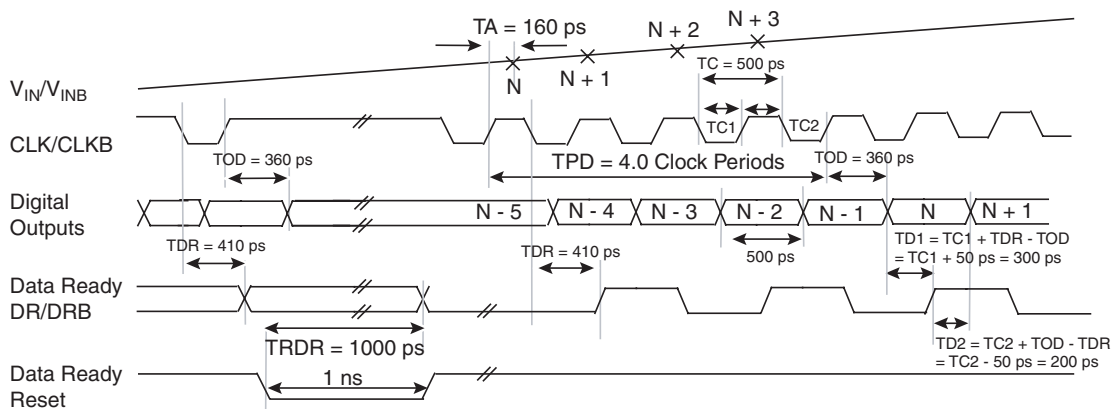 TA = 160 ps
N
N + 1
N + 2
N + 3
TC = 500 ps
VIN/VINB
CLK/CLKB
TC1
TC2
TOD = 360 ps
TPD = 4.0 Clock Periods
TOD = 360 ps
Digital
Outputs
N - 5
N - 4
N - 3
N - 2
N - 1
N
N + 1
TDR = 410 ps
TDR = 410 ps
500 ps
TD1 = TC1 + TDR - TOD
= TC1 + 50 ps = 300 ps
Data Ready
DR/DRB
TRDR = 1000 ps
TD2 = TC2 + TOD - TDR
= TC2 - 50 ps = 200 ps
Data Ready
Reset
1 ns